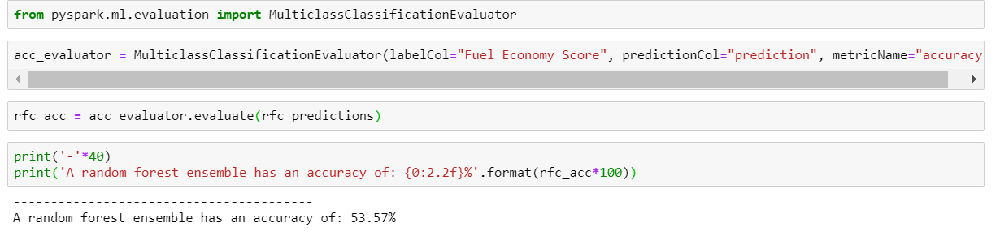 from pyspark.ml.evaluation import MulticlassClassificationEvaluator
acc_evaluator = MulticlassClassificationEvaluator(labelCol="Fuel Economy Score", predictionCol="prediction", metricName="accuracy
rfc_acc = acc_evaluator.evaluate(rfc_predictions)
print('-'*40)
print('A random forest ensemble has an accuracy of: {0:2.2f}%'.format(rfc_acc*100))
----------------------------------------
A random forest ensemble has an accuracy of: 53.57%